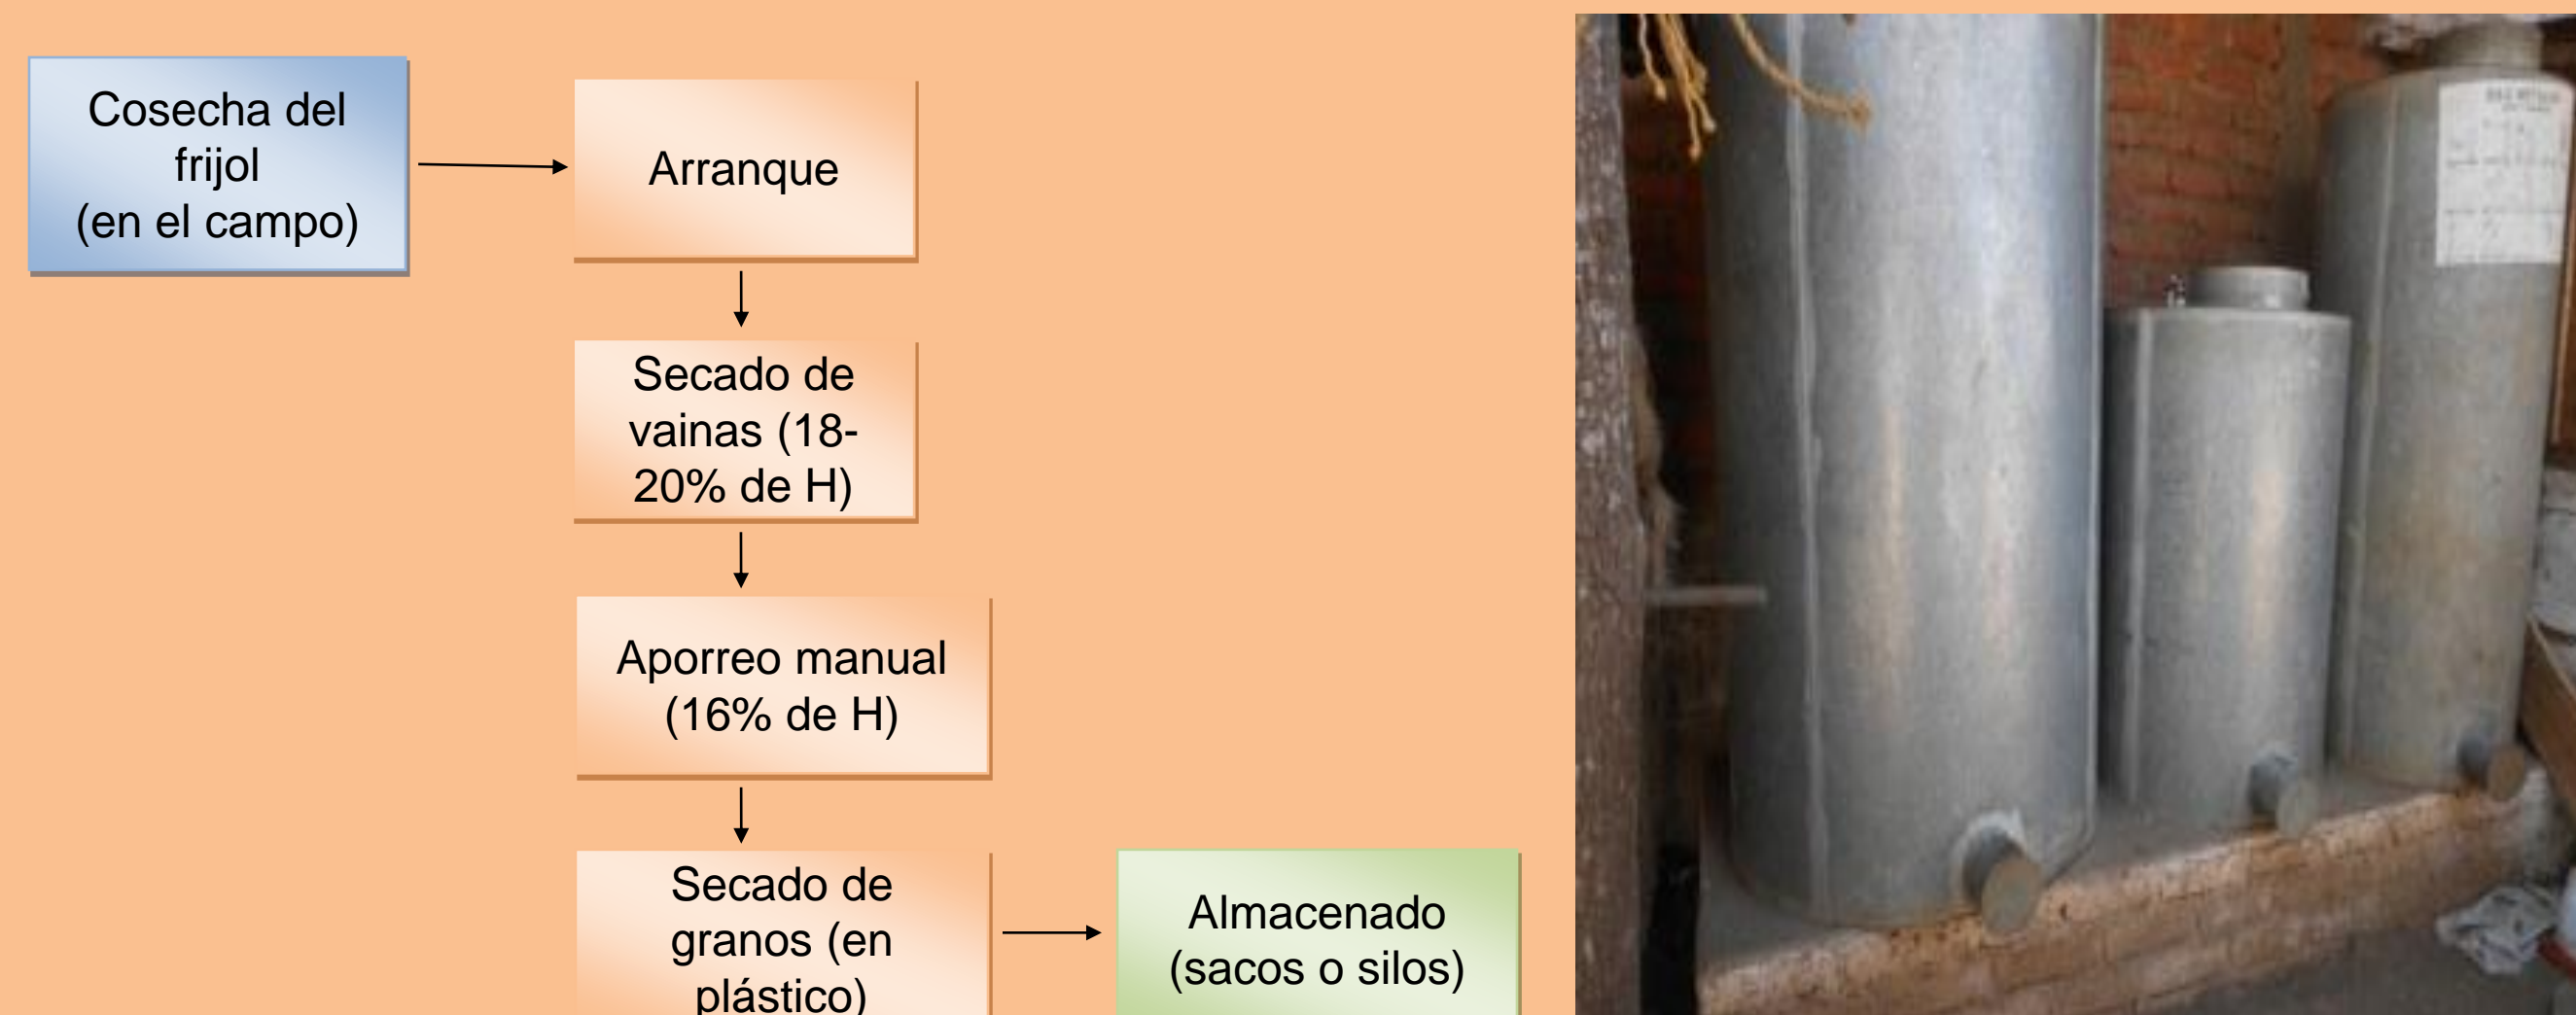 Cosecha del
frijol
(en el campo)
Arranque
Secado de
vainas (18-
20% de H)
Aporreo manual
(16% de H)
Secado de
granos (en
plástico)
Almacenado
(sacos o silos)